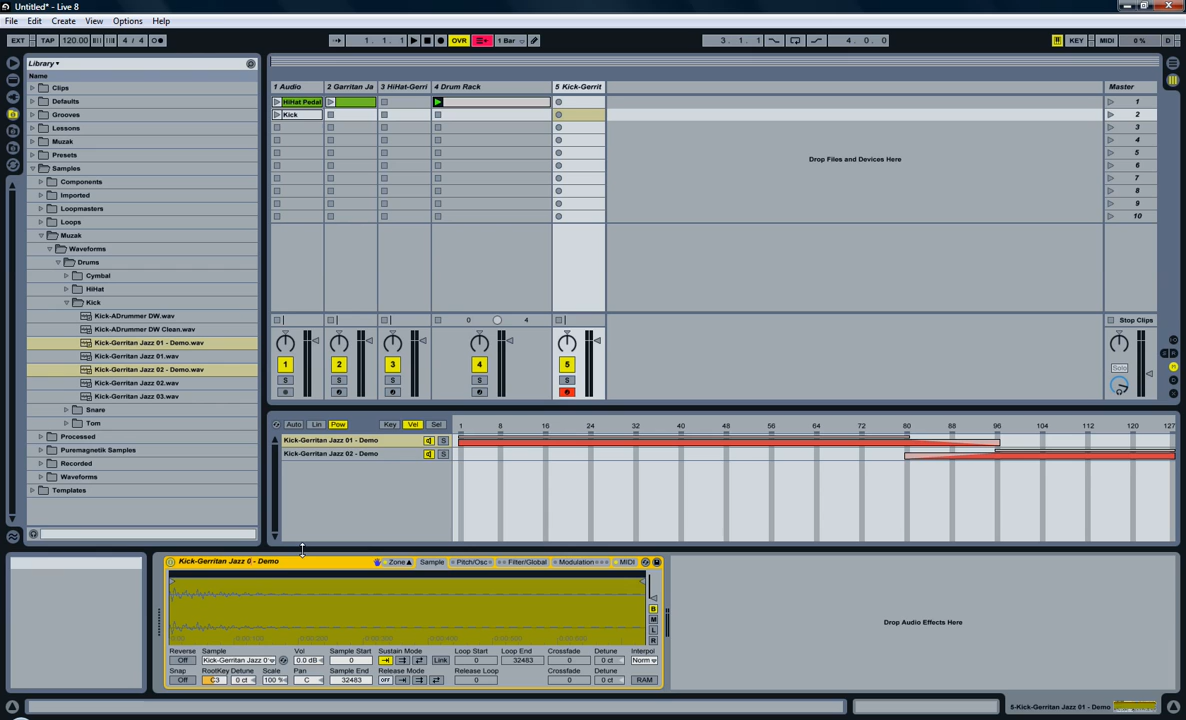 Untitled* - Live 8
File Edit Create View Options Help
EXT TAP 120.00 4 / 4 1. 1. 1 OVR 1 Bar 3. 1. 1 4. 0. 0 KEY MIDI 0 % D
Library
Name
Clips
Defaults
Grooves
Lessons
Muzak
Presets
Samples
Components
Imported
Loopmasters
Loops
Muzak
Waveforms
Drums
Cymbal
HiHat
Kick
Kick-ADrummer DW.wav
Kick-ADrummer DW Clean.wav
Kick-Gerritan Jazz 01 - Demo.wav
Kick-Gerritan Jazz 01.wav
Kick-Gerritan Jazz 02 - Demo.wav
Kick-Gerritan Jazz 02.wav
Kick-Gerritan Jazz 03.wav
Snare
Tom
Processed
Puremagnetik Samples
Recorded
Waveforms
Templates
1 Audio 2 Garritan Ja 3 HiHat-Gerri 4 Drum Rack 5 Kick-Gerrit Master
HiHat Pedal 1
Kick 2
3
4
5
6
7
8
9
10
Drop Files and Devices Here
0 4 Stop Clips
1 2 3 4 5 Solo
S S S S S
Auto Lin Pow Key Vel Sel 1 8 16 24 32 40 48 56 64 72 80 88 96 104 112 120 127
Kick-Gerritan Jazz 01 - Demo S
Kick-Gerritan Jazz 02 - Demo S
Kick-Gerritan Jazz 0 - Demo Zone Sample Pitch/Osc Filter/Global Modulation MIDI
B
M
L
R
Reverse Sample Vol Sample Start Sustain Mode Loop Start Loop End Crossfade Detune Interpol
Off Kick-Gerritan Jazz 0 0.0 dB 0 Link 0 32483 0 0 ct Norm
Snap RootKey Detune Scale Pan Sample End Release Mode Release Loop Crossfade Detune
Off C3 0 ct 100 % C 32483 OFF 0 0 0 ct RAM
Drop Audio Effects Here
5-Kick-Gerritan Jazz 01 - Demo